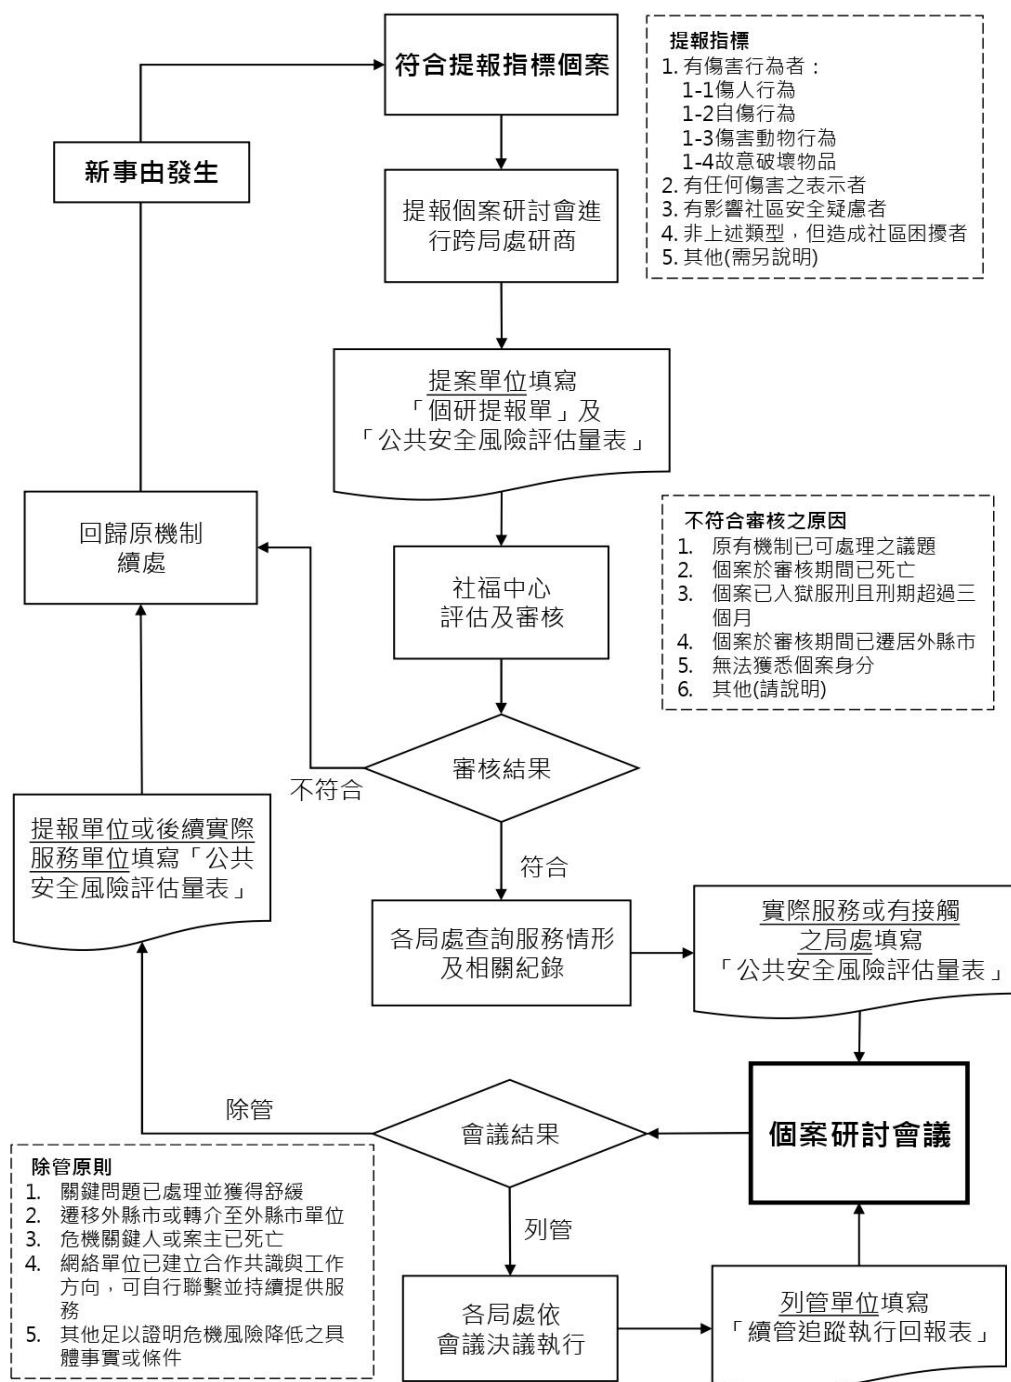 符合提報指標個案
提報指標
1. 有傷害行為者：
1-1傷人行為
1-2自傷行為
1-3傷害動物行為
1-4故意破壞物品
2. 有任何傷害之表示者
3. 有影響社區安全疑慮者
4. 非上述類型，但造成社區困擾者
5. 其他(需另說明)
新事由發生
提報個案研討會進
行跨局處研商
提案單位填寫
「個研提報單」及
「公共安全風險評估量表」
回歸原機制
續處
社福中心
評估及審核
不符合審核之原因
1. 原有機制已可處理之議題
2. 個案於審核期間已死亡
3. 個案已入獄服刑且刑期超過三
個月
4. 個案於審核期間已遷居外縣市
5. 無法獲悉個案身分
6. 其他(請說明)
審核結果
不符合
符合
提報單位或後續實際
服務單位填寫「公共
安全風險評估量表」
各局處查詢服務情形
及相關紀錄
實際服務或有接觸
之局處填寫
「公共安全風險評估量表」
個案研討會議
會議結果
除管
列管
除管原則
1. 關鍵問題已處理並獲得舒緩
2. 遷移外縣市或轉介至外縣市單位
3. 危機關鍵人或案主已死亡
4. 網絡單位已建立合作共識與工作
方向，可自行聯繫並持續提供服
務
5. 其他足以證明危機風險降低之具
體事實或條件
各局處依
會議決議執行
列管單位填寫
「續管追蹤執行回報表」